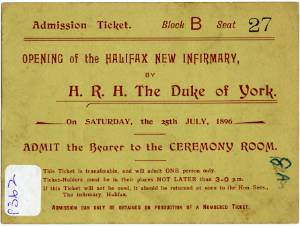 Admission Ticket. Block B Seat 27
OPENING of the HALIFAX NEW INFIRMARY,
BY
H. R. H. The Duke of York.
On SATURDAY, the 25th JULY, 1896
ADMIT the Bearer to the CEREMONY ROOM.
This Ticket is transferable, and will admit ONE person only.
Ticket-Holders must be in their places NOT LATER than 3-0 p.m.
If this Ticket will not be used, it should be returned at once to the Hon. Secs.,
The Infirmary, Halifax.
ADMISSION CAN ONLY BE OBTAINED ON PRODUCTION OF A NUMBERED TICKET.
P362